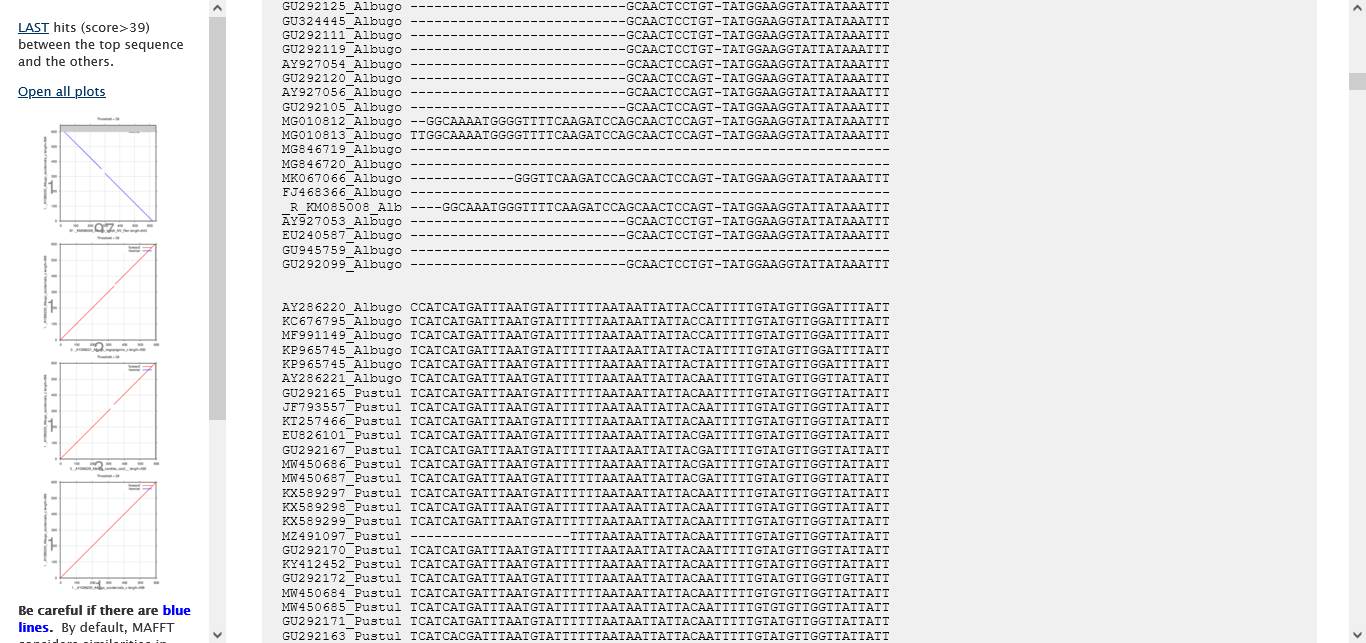 LAST hits (score>39)
between the top sequence
and the others.
Open all plots
97
2
3
1
Be careful if there are blue
lines. By default, MAFFT
GU292125_Albugo ---------------------------GCAACTCCTGT-TATGGAAGGTATTATAAATTT
GU324445_Albugo ---------------------------GCAACTCCTGT-TATGGAAGGTATTATAAATTT
GU292111_Albugo ---------------------------GCAACTCCTGT-TATGGAAGGTATTATAAATTT
GU292119_Albugo ---------------------------GCAACTCCTGT-TATGGAAGGTATTATAAATTT
AY927054_Albugo ---------------------------GCAACTCCAGT-TATGGAAGGTATTATAAATTT
GU292120_Albugo ---------------------------GCAACTCCAGT-TATGGAAGGTATTATAAATTT
AY927056_Albugo ---------------------------GCAACTCCAGT-TATGGAAGGTATTATAAATTT
GU292105_Albugo ---------------------------GCAACTCCTGT-TATGGAAGGTATTATAAATTT
MG010812_Albugo --GGCAAAATGGGGTTTTCAAGATCCAGCAACTCCAGT-TATGGAAGGTATTATAAATTT
MG010813_Albugo TTGGCAAAATGGGGTTTTCAAGATCCAGCAACTCCAGT-TATGGAAGGTATTATAAATTT
MG846719_Albugo ------------------------------------------------------------
MG846720_Albugo ------------------------------------------------------------
MK067066_Albugo -------------GGGTTCAAGATCCAGCAACTCCAGT-TATGGAAGGTATTATAAATTT
FJ468366_Albugo ------------------------------------------------------------
_R_KM085008_Alb ----GGCAAATGGGTTTTCAAGATCCAGCAACTCCAGT-TATGGAAGGTATTATAAATTT
AY927053_Albugo ---------------------------GCAACTCCAGT-TATGGAAGGTATTATAAATTT
EU240587_Albugo ---------------------------GCAACTCCAGT-TATGGAAGGTATTATAAATTT
GU945759_Albugo ------------------------------------------------------------
GU292099_Albugo ---------------------------GCAACTCCTGT-TATGGAAGGTATTATAAATTT
AY286220_Albugo CCATCATGATTTAATGTATTTTTTAATAATTATTACCATTTTTGTATGTTGGATTTTATT
KC676795_Albugo TCATCATGATTTAATGTATTTTTTAATAATTATTACCATTTTTGTATGTTGGATTTTATT
MF991149_Albugo TCATCATGATTTAATGTATTTTTTAATAATTATTACCATTTTTGTATGTTGGATTTTATT
KP965745_Albugo TCATCATGATTTAATGTATTTTTTAATAATTATTACTATTTTTGTATGTTGGATTTTATT
KP965745_Albugo TCATCATGATTTAATGTATTTTTTAATAATTATTACTATTTTTGTATGTTGGATTTTATT
AY286221_Albugo TCATCATGATTTAATGTATTTTTTAATAATTATTACAATTTTTGTATGTTGGTTATTATT
GU292165_Pustul TCATCATGATTTAATGTATTTTTTAATAATTATTACAATTTTTGTATGTTGGTTATTATT
JF793557_Pustul TCATCATGATTTAATGTATTTTTTAATAATTATTACAATTTTTGTATGTTGGTTATTATT
KT257466_Pustul TCATCATGATTTAATGTATTTTTTAATAATTATTACAATTTTTGTATGTTGGTTATTATT
EU826101_Pustul TCATCATGATTTAATGTATTTTTTAATAATTATTACGATTTTTGTATGTTGGTTATTATT
GU292167_Pustul TCATCATGATTTAATGTATTTTTTAATAATTATTACGATTTTTGTATGTTGGTTATTATT
MW450686_Pustul TCATCATGATTTAATGTATTTTTTAATAATTATTACGATTTTTGTATGTTGGTTATTATT
MW450687_Pustul TCATCATGATTTAATGTATTTTTTAATAATTATTACGATTTTTGTATGTTGGTTATTATT
KX589297_Pustul TCATCATGATTTAATGTATTTTTTAATAATTATTACAATTTTTGTATGTTGGTTATTATT
KX589298_Pustul TCATCATGATTTAATGTATTTTTTAATAATTATTACAATTTTTGTATGTTGGTTATTATT
KX589299_Pustul TCATCATGATTTAATGTATTTTTTAATAATTATTACAATTTTTGTATGTTGGTTATTATT
MZ491097_Pustul --------------------TTTTAATAATTATTACAATTTTTGTATGTTGGTTATTATT
GU292170_Pustul TCATCATGATTTAATGTATTTTTTAATAATTATTACAATTTTTGTGTGTTGGTTATTATT
KY412452_Pustul TCATCATGATTTAATGTATTTTTTAATAATTATTACAATTTTTGTATGTTGGTTATTATT
GU292172_Pustul TCATCATGATTTAATGTATTTTTTAATAATTATTACAATTTTTGTATGTTGGTTGTTATT
MW450684_Pustul TCATCATGATTTAATGTATTTTTTAATAATTATTACAATTTTTGTATGTTGGTTATTATT
MW450685_Pustul TCATCATGATTTAATGTATTTTTTAATAATTATTACAATTTTTGTATGTTGGTTATTATT
GU292171_Pustul TCATCATGATTTAATGTATTTTTTAATAATTATTACAATTTTTGTATGTTGGTTATTATT
GU292163_Pustul TCATCACGATTTAATGTATTTTTTAATAATTATTACAATTTTTGTATGTTGGTTATTATT